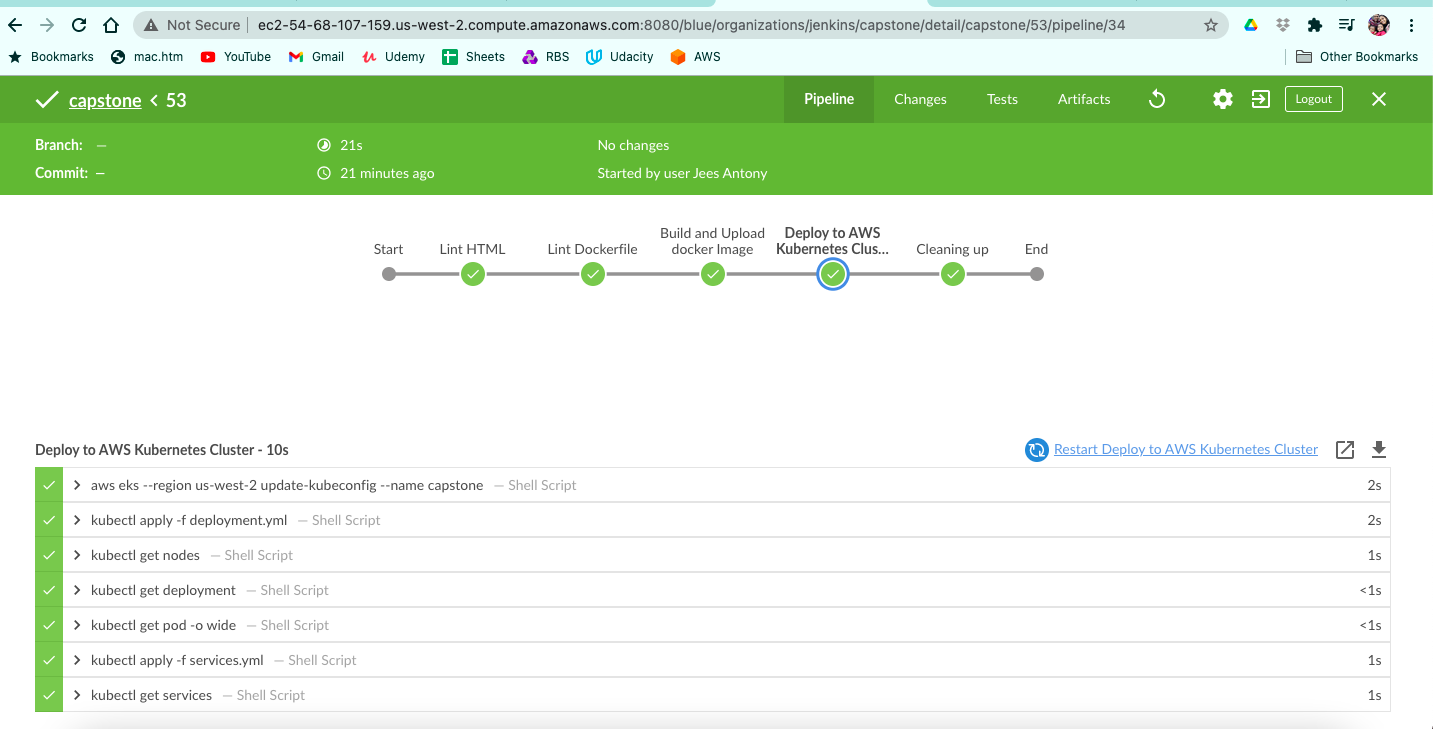 Not Secure ec2-54-68-107-159.us-west-2.compute.amazonaws.com:8080/blue/organizations/jenkins/capstone/detail/capstone/53/pipeline/34
Bookmarks mac.htm YouTube Gmail Udemy Sheets RBS Udacity AWS Other Bookmarks
capstone < 53 Pipeline Changes Tests Artifacts Logout
Branch: — 21s No changes
Commit: — 21 minutes ago Started by user Jees Antony
Start Lint HTML Lint Dockerfile Build and Upload docker Image Deploy to AWS Kubernetes Clus... Cleaning up End
Deploy to AWS Kubernetes Cluster - 10s Restart Deploy to AWS Kubernetes Cluster
aws eks --region us-west-2 update-kubeconfig --name capstone — Shell Script 2s
kubectl apply -f deployment.yml — Shell Script 2s
kubectl get nodes — Shell Script 1s
kubectl get deployment — Shell Script <1s
kubectl get pod -o wide — Shell Script <1s
kubectl apply -f services.yml — Shell Script 1s
kubectl get services — Shell Script 1s